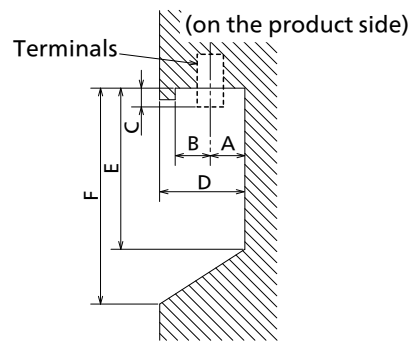 (on the product side)
Terminals
C
B A
E
D
F